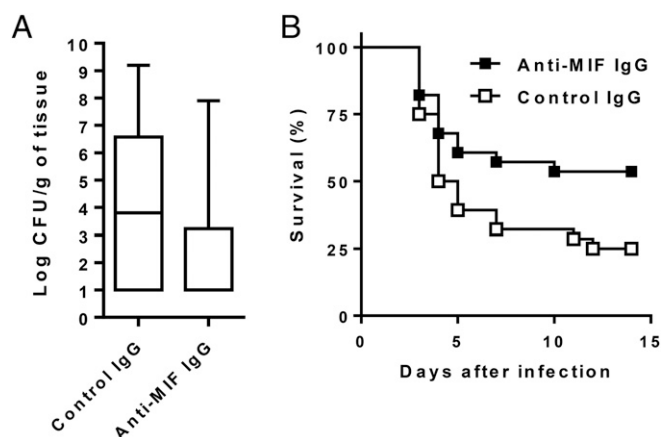 A
Log CFU/g of tissue
10
9
8
7
6
5
4
3
2
1
0
Control IgG
Anti-MIF IgG
B
Survival (%)
100
75
50
25
0
Anti-MIF IgG
Control IgG
0 5 10 15
Days after infection